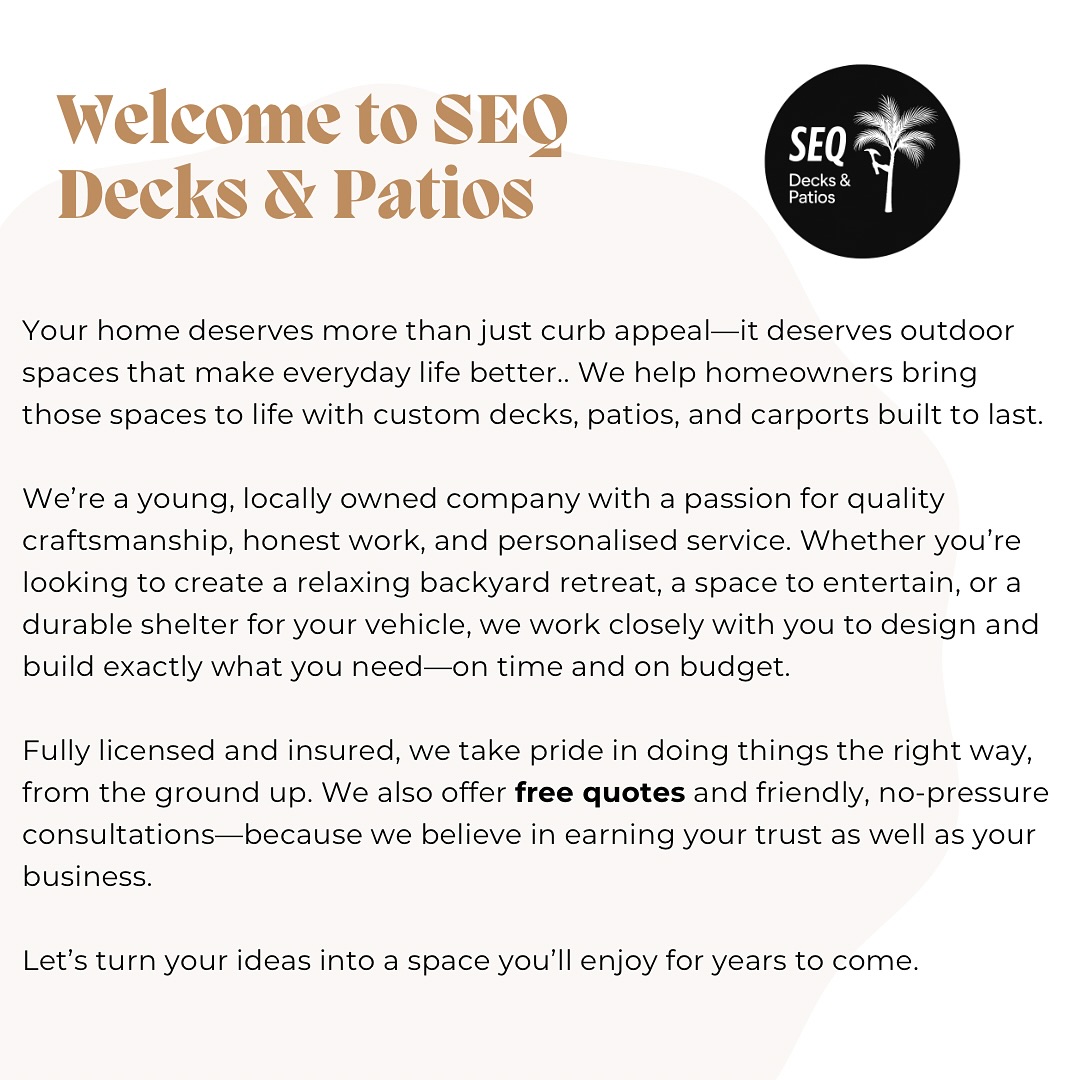 Welcome to SEQ
Decks & Patios
SEQ
Decks &
Patios
Your home deserves more than just curb appeal—it deserves outdoor
spaces that make everyday life better.. We help homeowners bring
those spaces to life with custom decks, patios, and carports built to last.
We’re a young, locally owned company with a passion for quality
craftsmanship, honest work, and personalised service. Whether you’re
looking to create a relaxing backyard retreat, a space to entertain, or a
durable shelter for your vehicle, we work closely with you to design and
build exactly what you need—on time and on budget.
Fully licensed and insured, we take pride in doing things the right way,
from the ground up. We also offer free quotes and friendly, no-pressure
consultations—because we believe in earning your trust as well as your
business.
Let’s turn your ideas into a space you’ll enjoy for years to come.